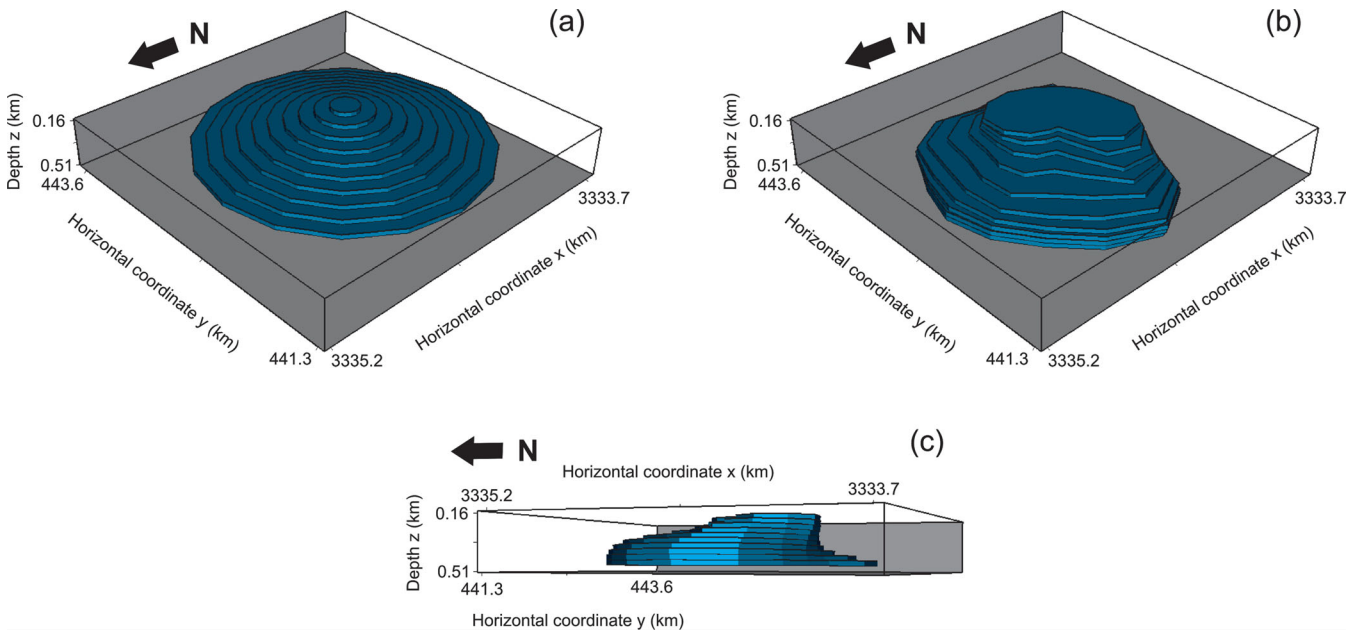 (a)
N
Depth z (km)
0.16
0.51
443.6
Horizontal coordinate y (km)
441.3
3335.2
Horizontal coordinate x (km)
3333.7
(b)
N
Depth z (km)
0.16
0.51
443.6
Horizontal coordinate y (km)
441.3
3335.2
Horizontal coordinate x (km)
3333.7
(c)
N
Horizontal coordinate x (km)
3335.2
3333.7
Depth z (km)
0.16
0.51
441.3
443.6
Horizontal coordinate y (km)